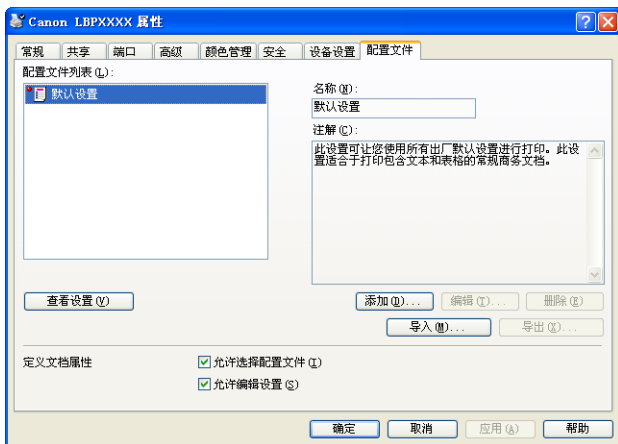 Canon LBPXXXX 属性
常规 共享 端口 高级 颜色管理 安全 设备设置 配置文件
配置文件列表(L):
默认设置
名称(N):
默认设置
注解(C):
此设置可让您使用所有出厂默认设置进行打印。此设
置适合于打印包含文本和表格的常规商务文档。
查看设置(V)
添加(D)... 编辑(T)... 删除(E)
导入(M)... 导出(X)...
定义文档属性
允许选择配置文件(I)
允许编辑设置(S)
确定 取消 应用(A) 帮助